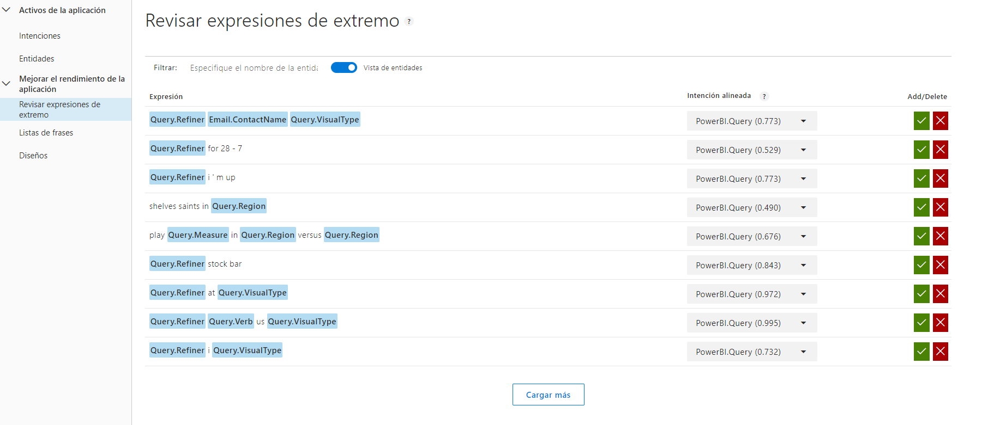 Activos de la aplicación
Intenciones
Entidades
Mejorar el rendimiento de la
aplicación
Revisar expresiones de
extremo
Listas de frases
Diseños
Revisar expresiones de extremo ?
Filtrar: Especifique el nombre de la entida Vista de entidades
Expresión Intención alineada ? Add/Delete
Query.Refiner Email.ContactName Query.VisualType PowerBI.Query (0.773)
Query.Refiner for 28 - 7 PowerBI.Query (0.529)
Query.Refiner i ' m up PowerBI.Query (0.773)
shelves saints in Query.Region PowerBI.Query (0.490)
play Query.Measure in Query.Region versus Query.Region PowerBI.Query (0.676)
Query.Refiner stock bar PowerBI.Query (0.843)
Query.Refiner at Query.VisualType PowerBI.Query (0.972)
Query.Refiner Query.Verb us Query.VisualType PowerBI.Query (0.995)
Query.Refiner i Query.VisualType PowerBI.Query (0.732)
Cargar más